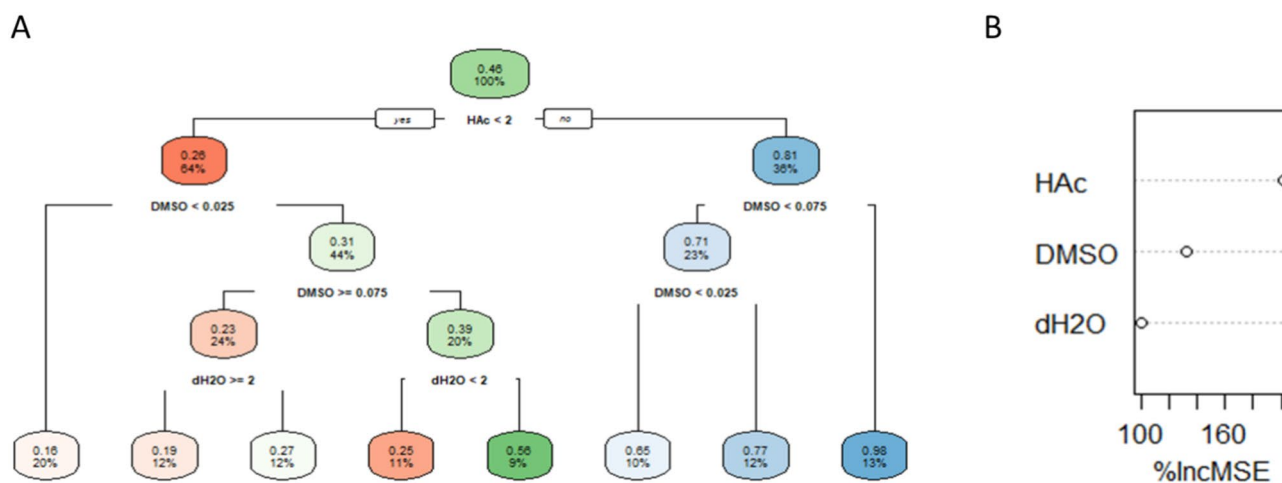 A
B
0.46
100%
yes
HAc < 2
no
0.26
64%
0.81
36%
DMSO < 0.025
DMSO < 0.075
0.31
44%
0.71
23%
DMSO >= 0.075
DMSO < 0.025
0.23
24%
0.39
20%
dH2O >= 2
dH2O < 2
0.16
20%
0.19
12%
0.27
12%
0.25
11%
0.56
9%
0.65
10%
0.77
12%
0.98
13%
HAc
DMSO
dH2O
100 160
%IncMSE